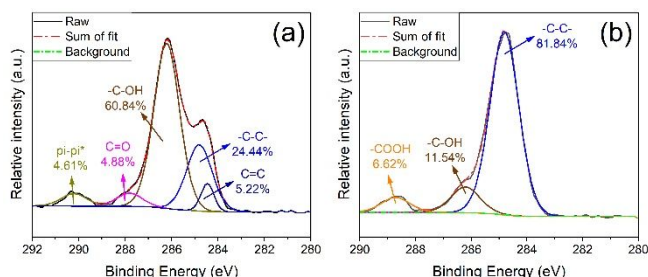 (a)
Raw
Sum of fit
Background
-C-OH
60.84%
pi-pi*
4.61%
C=O
4.88%
-C-C-
24.44%
C=C
5.22%
Relative intensity (a.u.)
292 290 288 286 284 282 280
Binding Energy (eV)
(b)
Raw
Sum of fit
Background
-C-C-
81.84%
-COOH
6.62%
-C-OH
11.54%
Relative intensity (a.u.)
290 288 286 284 282 280
Binding Energy (eV)